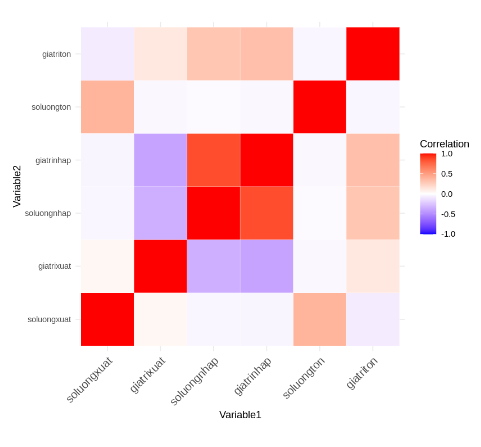 giatriton
soluongton
giatrinhap
soluongnhap
giatrixuat
soluongxuat
Variable2
soluongxuat
giatrixuat
soluongnhap
giatrinhap
soluongton
giatriton
Variable1
Correlation
1.0
0.5
0.0
-0.5
-1.0